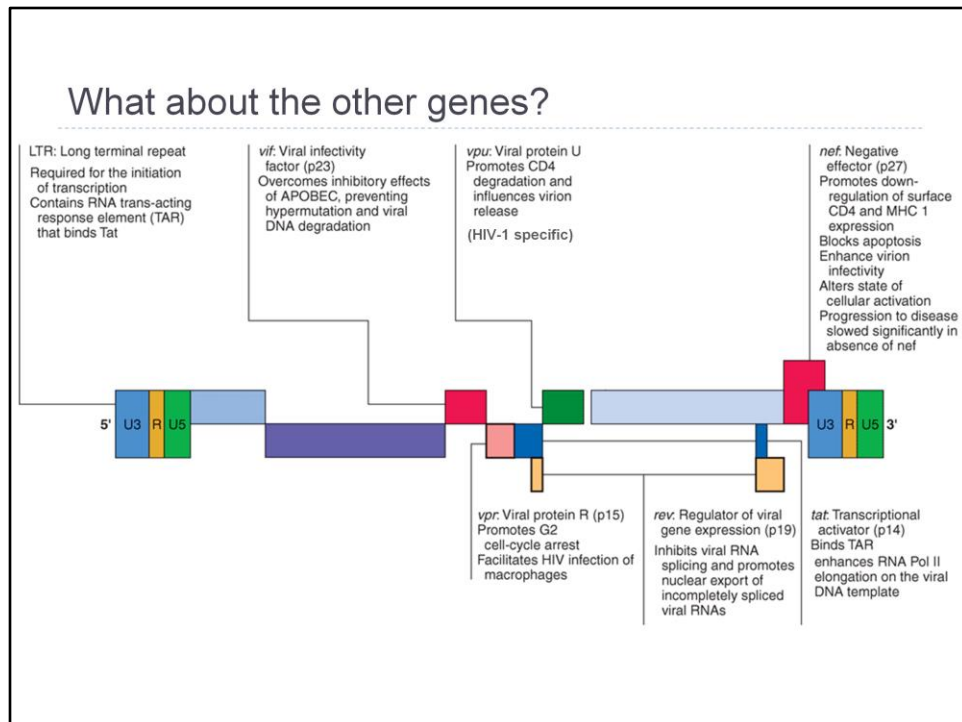 What about the other genes?
LTR: Long terminal repeat
Required for the initiation
of transcription
Contains RNA trans-acting
response element (TAR)
that binds Tat
vif: Viral infectivity
factor (p23)
Overcomes inhibitory effects
of APOBEC, preventing
hypermutation and viral
DNA degradation
vpu: Viral protein U
Promotes CD4
degradation and
influences virion
release
(HIV-1 specific)
nef: Negative
effector (p27)
Promotes down-
regulation of surface
CD4 and MHC 1
expression
Blocks apoptosis
Enhance virion
infectivity
Alters state of
cellular activation
Progression to disease
slowed significantly in
absence of nef
5' U3 R U5
U3 R U5 3'
vpr: Viral protein R (p15)
Promotes G2
cell-cycle arrest
Facilitates HIV infection of
macrophages
rev: Regulator of viral
gene expression (p19)
Inhibits viral RNA
splicing and promotes
nuclear export of
incompletely spliced
viral RNAs
tat: Transcriptional
activator (p14)
Binds TAR
enhances RNA Pol II
elongation on the viral
DNA template